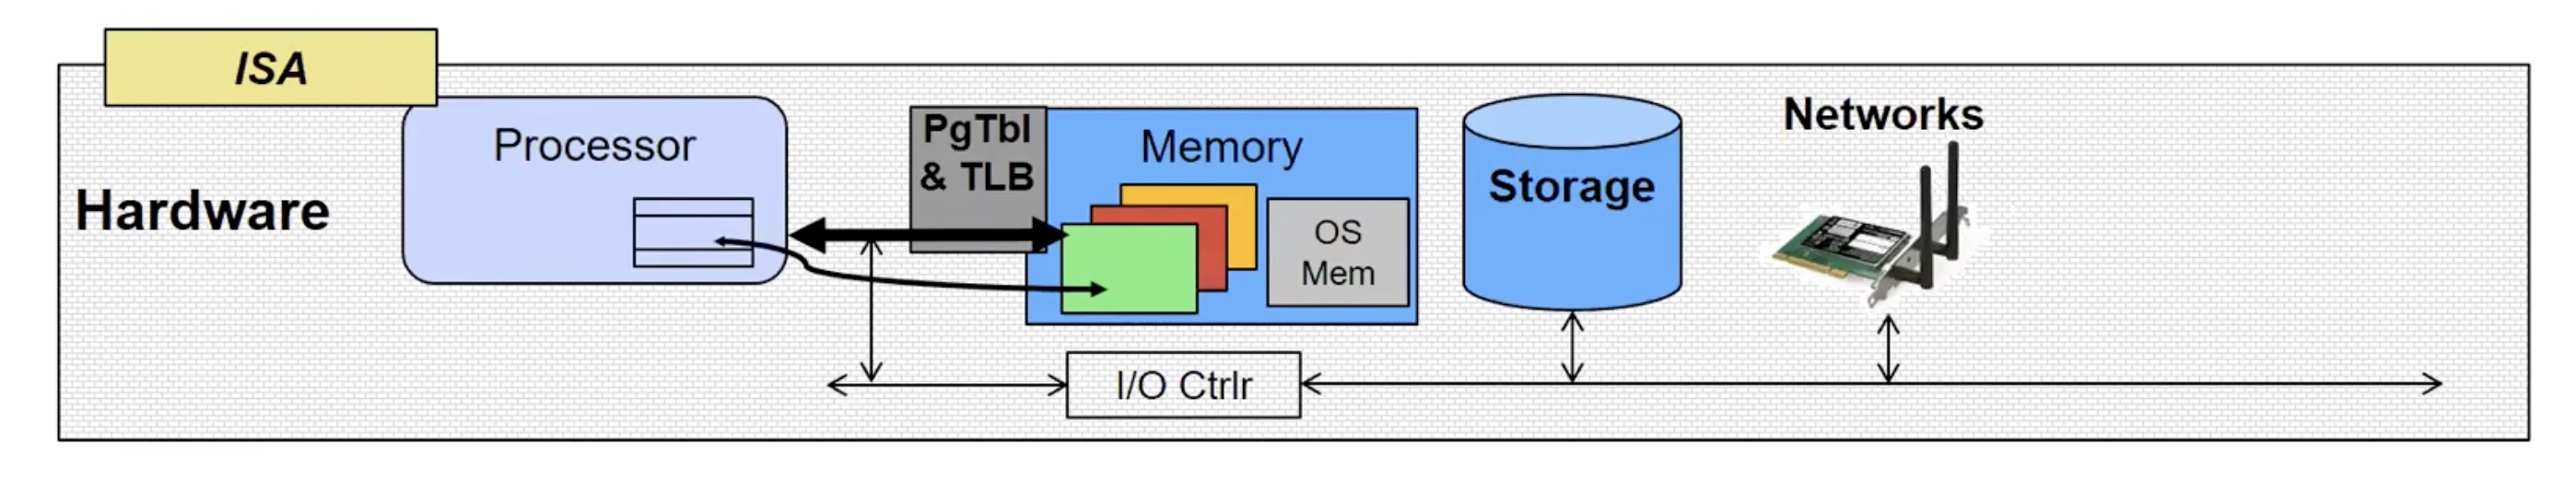 ISA
Hardware
Processor
PgTbl
& TLB
Memory
OS
Mem
Storage
Networks
I/O Ctrlr